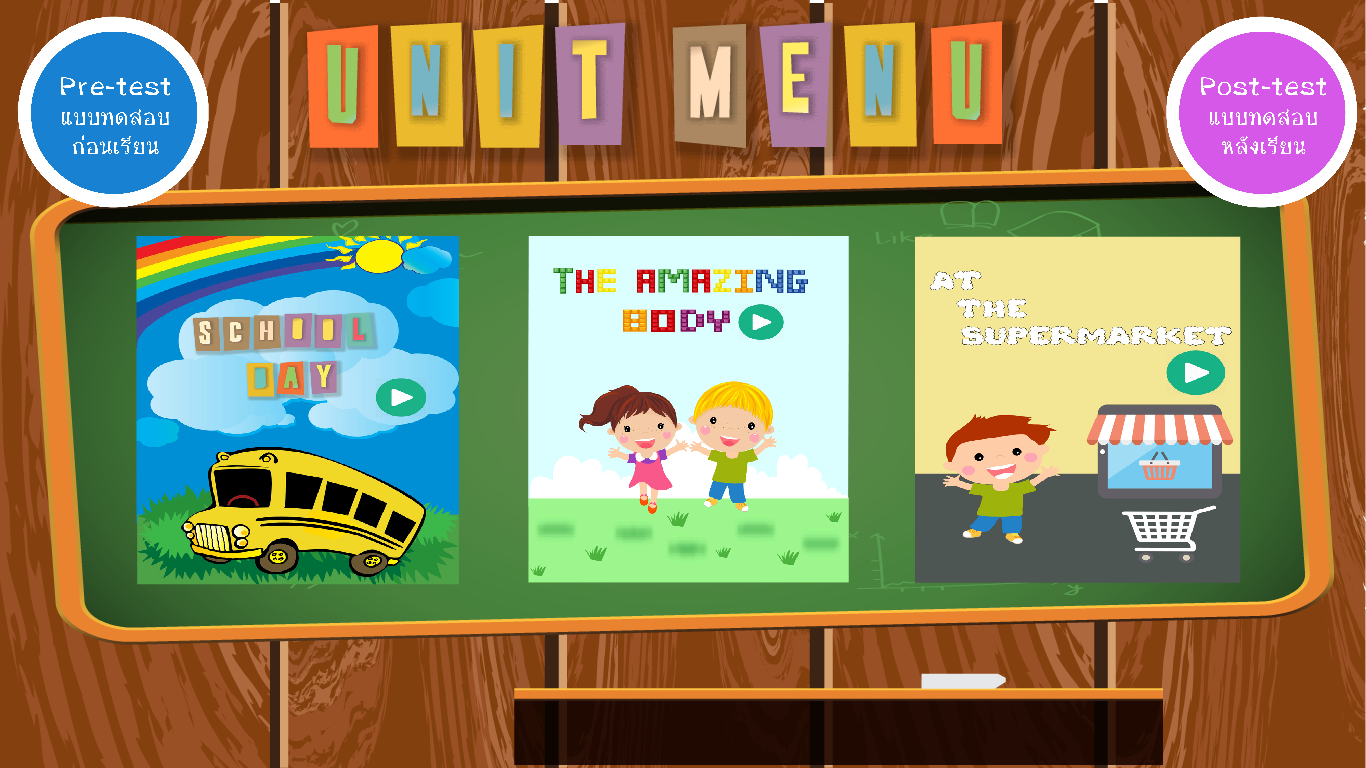 UNIT MENU
Pre-test
แบบทดสอบ
ก่อนเรียน
Post-test
แบบทดสอบ
หลังเรียน
SCHOOL
DAY
THE AMAZING
BODY
AT
THE
SUPERMARKET
Like